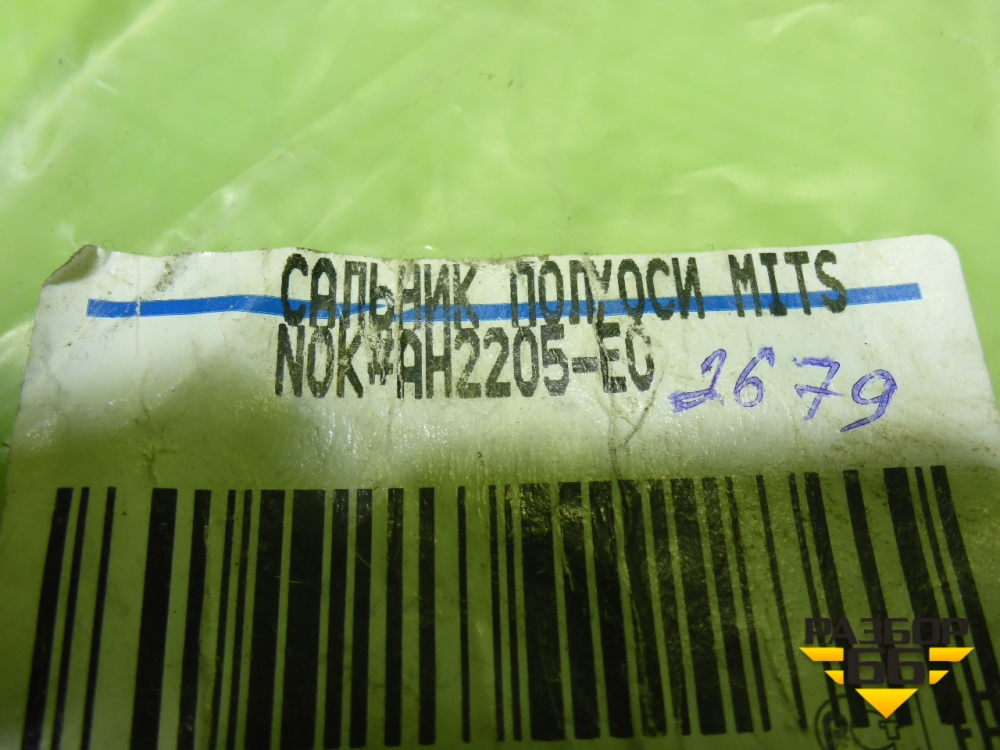 САЛЬНИК ПОЛУОСИ MITS
NOK#AH2205-E0
2679
РАЗБОР
66